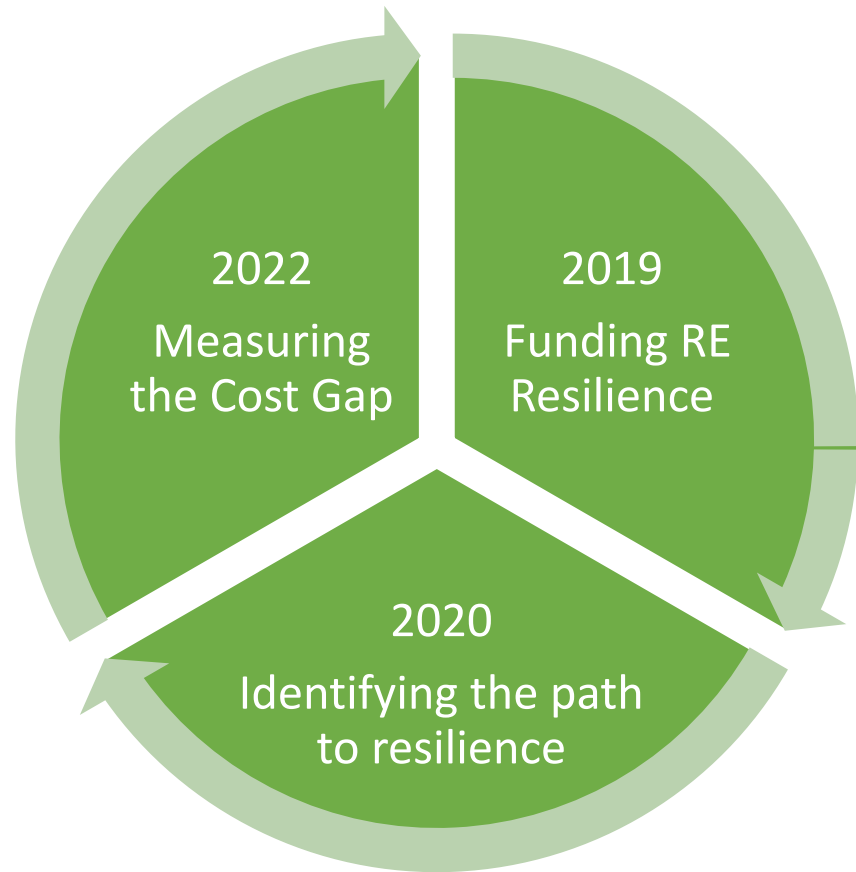 2022
Measuring
the Cost Gap
2019
Funding RE
Resilience
2020
Identifying the path
to resilience